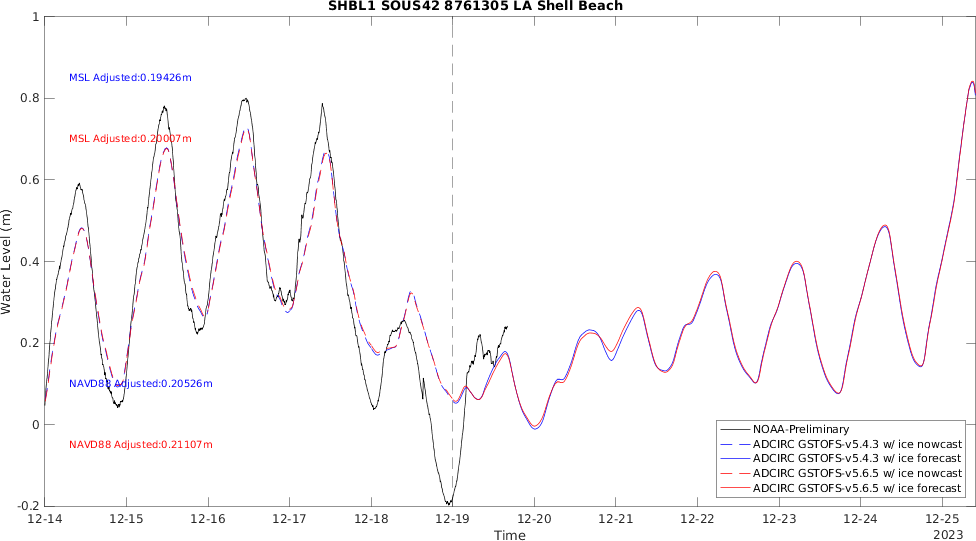 SHBL1 SOUS42 8761305 LA Shell Beach
MSL Adjusted:0.19426m
MSL Adjusted:0.20007m
NAVD88 Adjusted:0.20526m
NAVD88 Adjusted:0.21107m
Water Level (m)
1
0.8
0.6
0.4
0.2
0
-0.2
NOAA-Preliminary
ADCIRC GSTOFS-v5.4.3 w/ ice nowcast
ADCIRC GSTOFS-v5.4.3 w/ ice forecast
ADCIRC GSTOFS-v5.6.5 w/ ice nowcast
ADCIRC GSTOFS-v5.6.5 w/ ice forecast
12-14 12-15 12-16 12-17 12-18 12-19 12-20 12-21 12-22 12-23 12-24 12-25
Time
2023